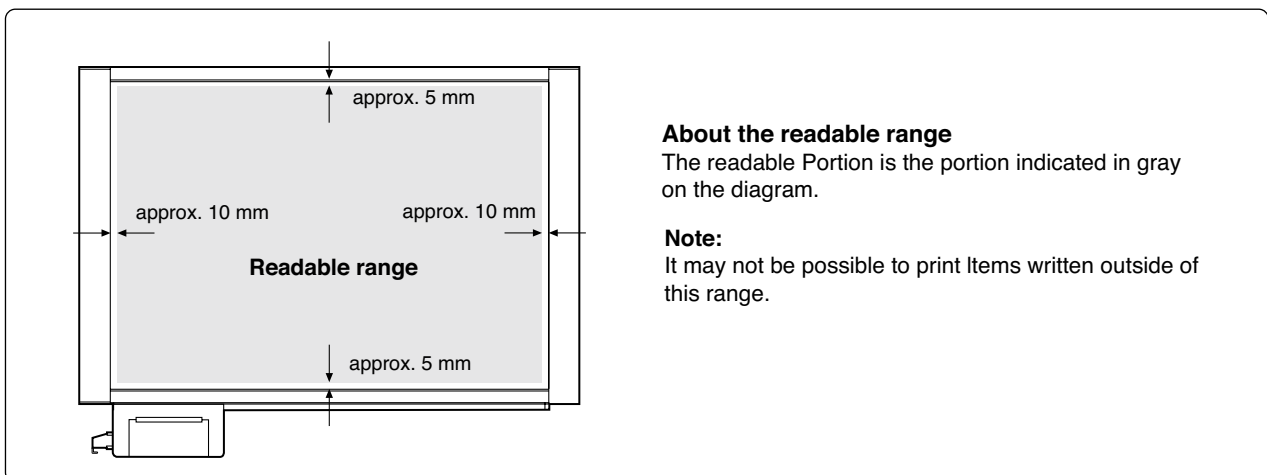 approx. 5 mm
approx. 10 mm
approx. 10 mm
Readable range
approx. 5 mm
About the readable range
The readable Portion is the portion indicated in gray
on the diagram.
Note:
It may not be possible to print Items written outside of
this range.